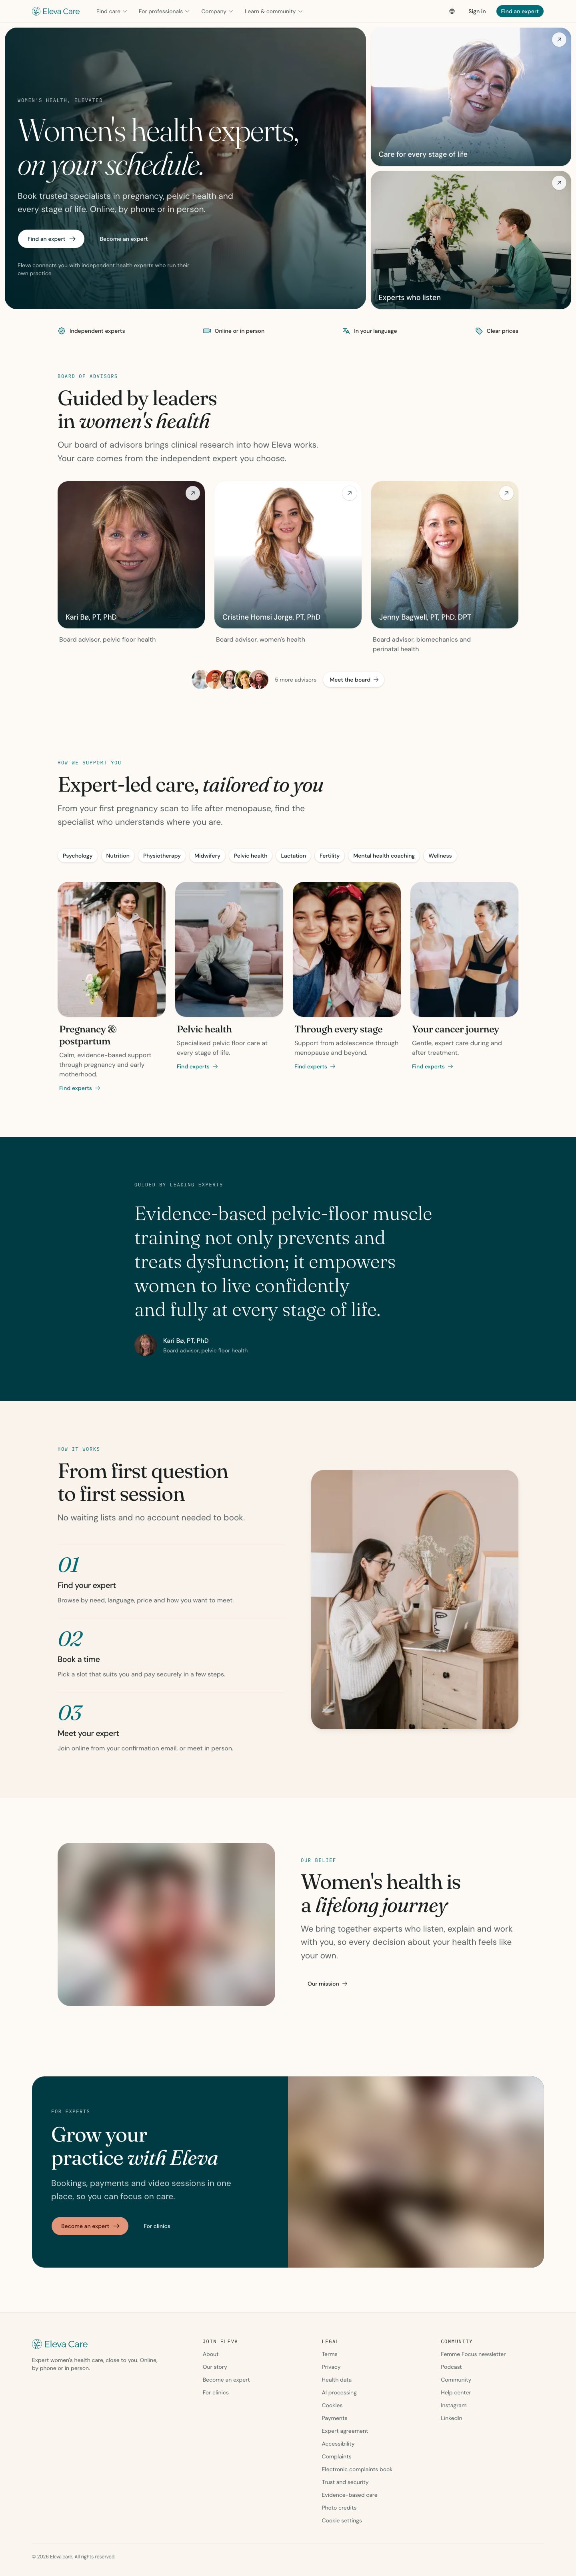 Eleva Care
Find care
For professionals
Company
Learn & community
Sign in
Find an expert
WOMEN'S HEALTH, ELEVATED
Women's health experts,
on your schedule.
Book trusted specialists in pregnancy, pelvic health and
every stage of life. Online, by phone or in person.
Find an expert
Become an expert
Eleva connects you with independent health experts who run their
own practice.
Care for every stage of life
Experts who listen
Independent experts
Online or in person
In your language
Clear prices
BOARD OF ADVISORS
Guided by leaders
in women's health
Our board of advisors brings clinical research into how Eleva works.
Your care comes from the independent expert you choose.
Kari Bø, PT, PhD
Board advisor, pelvic floor health
Cristine Homsi Jorge, PT, PhD
Board advisor, women's health
Jenny Bagwell, PT, PhD, DPT
Board advisor, biomechanics and
perinatal health
5 more advisors
Meet the board
HOW WE SUPPORT YOU
Expert-led care, tailored to you
From your first pregnancy scan to life after menopause, find the
specialist who understands where you are.
Psychology
Nutrition
Physiotherapy
Midwifery
Pelvic health
Lactation
Fertility
Mental health coaching
Wellness
Pregnancy &
postpartum
Calm, evidence-based support
through pregnancy and early
motherhood.
Find experts
Pelvic health
Specialised pelvic floor care at
every stage of life.
Find experts
Through every stage
Support from adolescence through
menopause and beyond.
Find experts
Your cancer journey
Gentle, expert care during and
after treatment.
Find experts
GUIDED BY LEADING EXPERTS
Evidence-based pelvic-floor muscle
training not only prevents and
treats dysfunction; it empowers
women to live confidently
and fully at every stage of life.
Kari Bø, PT, PhD
Board advisor, pelvic floor health
HOW IT WORKS
From first question
to first session
No waiting lists and no account needed to book.
01
Find your expert
Browse by need, language, price and how you want to meet.
02
Book a time
Pick a slot that suits you and pay securely in a few steps.
03
Meet your expert
Join online from your confirmation email, or meet in person.
OUR BELIEF
Women's health is
a lifelong journey
We bring together experts who listen, explain and work
with you, so every decision about your health feels like
your own.
Our mission
FOR EXPERTS
Grow your
practice with Eleva
Bookings, payments and video sessions in one
place, so you can focus on care.
Become an expert
For clinics
Eleva Care
Expert women's health care, close to you. Online,
by phone or in person.
JOIN ELEVA
About
Our story
Become an expert
For clinics
LEGAL
Terms
Privacy
Health data
AI processing
Cookies
Payments
Expert agreement
Accessibility
Complaints
Electronic complaints book
Trust and security
Evidence-based care
Photo credits
Cookie settings
COMMUNITY
Femme Focus newsletter
Podcast
Community
Help center
Instagram
LinkedIn
© 2026 Eleva.care. All rights reserved.